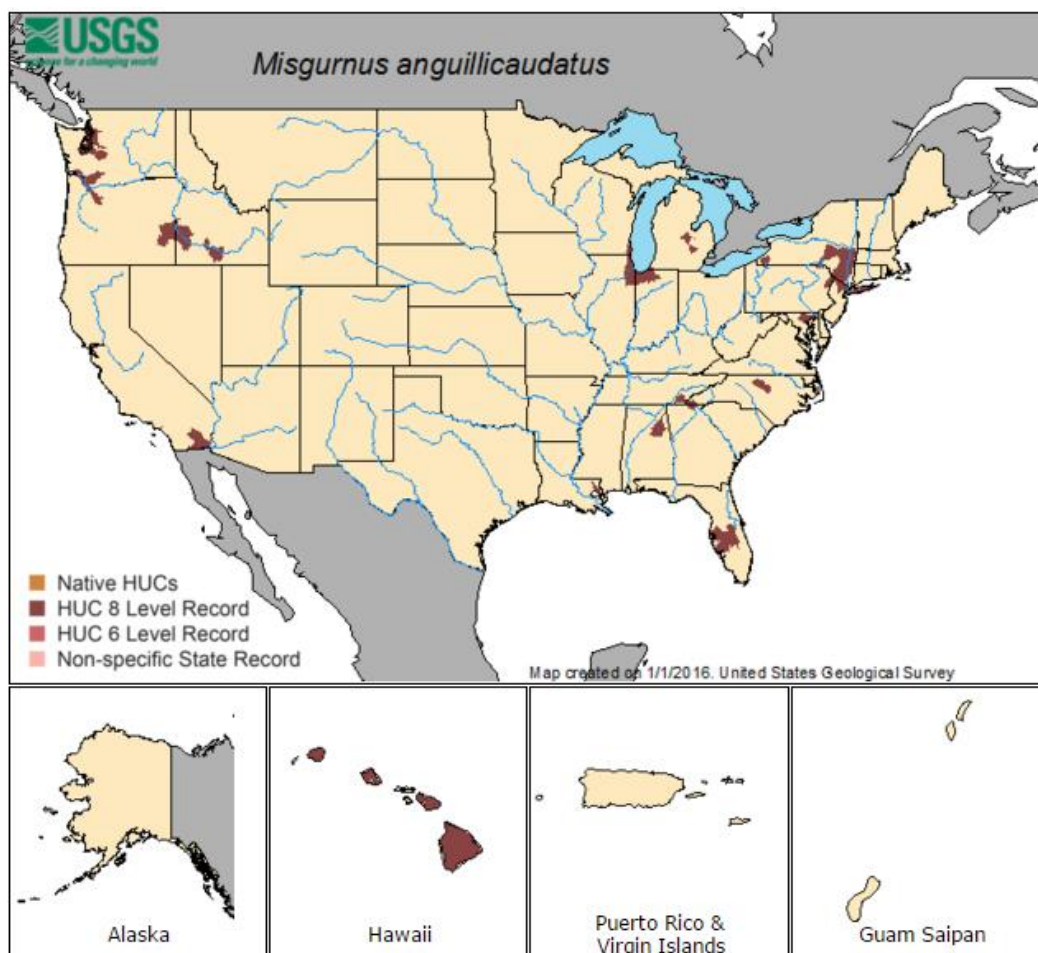 USGS
science for a changing world
Misgurnus anguillicaudatus
Native HUCs
HUC 8 Level Record
HUC 6 Level Record
Non-specific State Record
Map created on 1/1/2016. United States Geological Survey
Alaska
Hawaii
Puerto Rico &
Virgin Islands
Guam Saipan